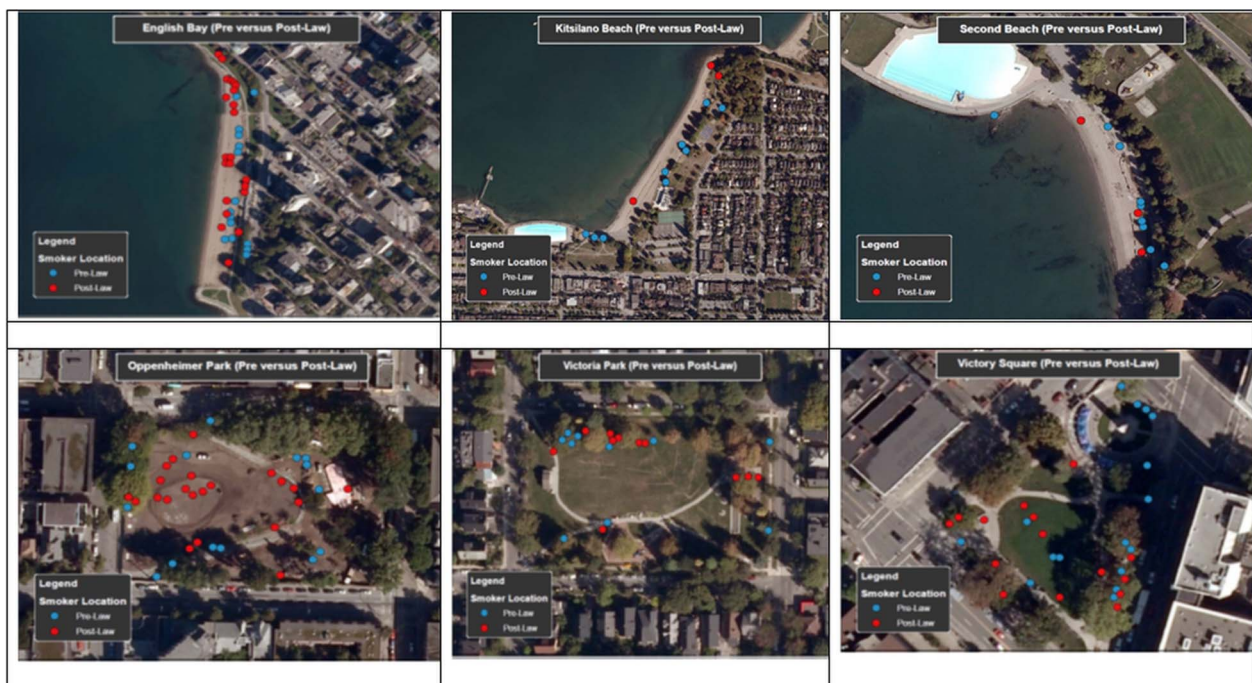 English Bay (Pre versus Post-Law)
Legend
Smoker Location
Pre-Law
Post-Law
Kitsilano Beach (Pre versus Post-Law)
Legend
Smoker Location
Pre-Law
Post-Law
Second Beach (Pre versus Post-Law)
Legend
Smoker Location
Pre-Law
Post-Law
Oppenheimer Park (Pre versus Post-Law)
Legend
Smoker Location
Pre-Law
Post-Law
Victoria Park (Pre versus Post-Law)
Legend
Smoker Location
Pre-Law
Post-Law
Victory Square (Pre versus Post-Law)
Legend
Smoker Location
Pre-Law
Post-Law